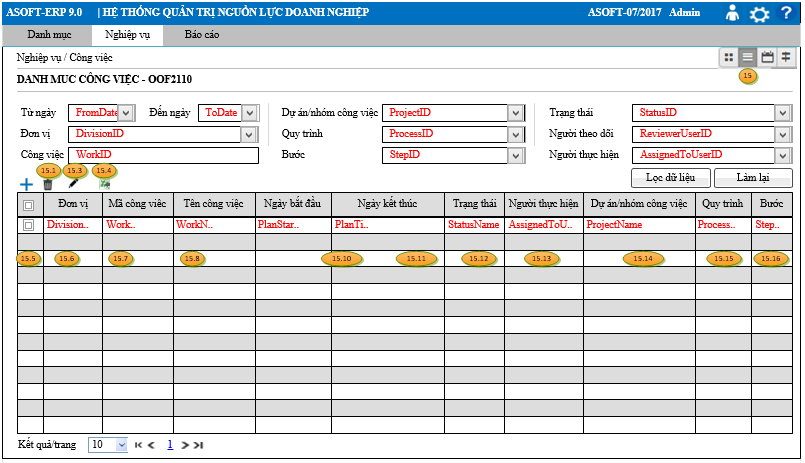 ASOFT-ERP 9.0 | HỆ THỐNG QUẢN TRỊ NGUỒN LỰC DOANH NGHIỆP ASOFT-07/2017 Admin ?
Danh mục Nghiệp vụ Báo cáo
Nghiệp vụ / Công việc
15
DANH MUC CÔNG VIỆC - OOF2110
Từ ngày FromDate Đến ngày ToDate Dự án/nhóm công việc ProjectID Trạng thái StatusID
Đơn vị DivisionID Quy trình ProcessID Người theo dõi ReviewerUserID
Công việc WorkID Bước StepID Người thực hiện AssignedToUserID
15.1 15.3 15.4
Lọc dữ liệu Làm lại
Đơn vị Mã công viêc Tên công việc Ngày bắt đầu Ngày kết thúc Trạng thái Người thực hiện Dự án/nhóm công việc Quy trình Bước
Division.. Work.. WorkN.. PlanStar.. PlanTi.. StatusName AssignedToU.. ProjectName Process.. Step..
15.5 15.6 15.7 15.8 15.10 15.11 15.12 15.13 15.14 15.15 15.16
Kết quả/trang 10 1